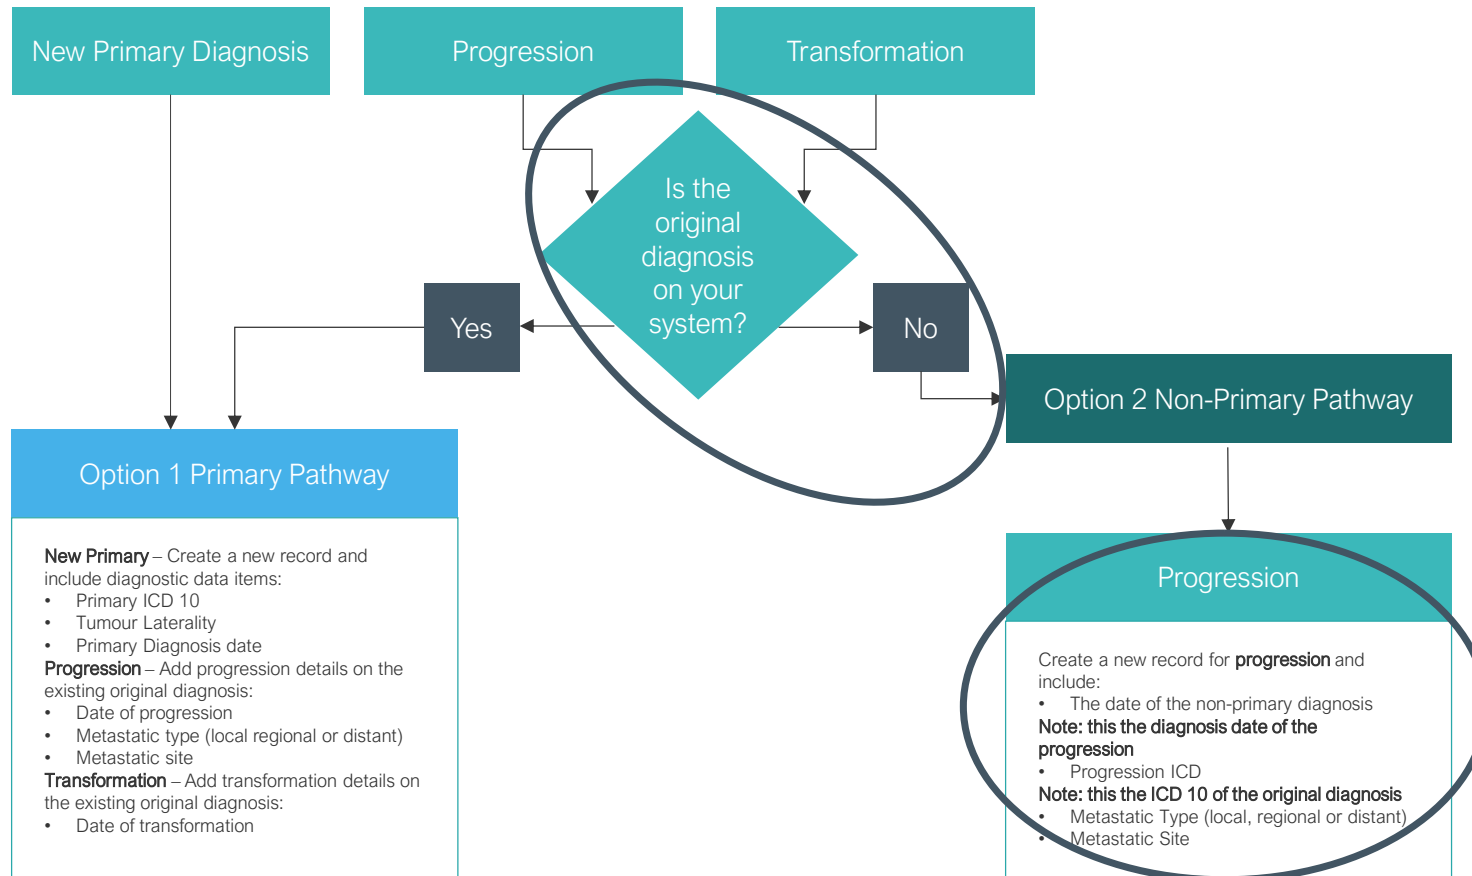 New Primary Diagnosis
Progression
Transformation
Is the
original
diagnosis
on your
system?
Yes
No
Option 2 Non-Primary Pathway
Option 1 Primary Pathway
New Primary – Create a new record and
include diagnostic data items:
• Primary ICD 10
• Tumour Laterality
• Primary Diagnosis date
Progression – Add progression details on the
existing original diagnosis:
• Date of progression
• Metastatic type (local regional or distant)
• Metastatic site
Transformation – Add transformation details on
the existing original diagnosis:
• Date of transformation
Progression
Create a new record for progression and
include:
• The date of the non-primary diagnosis
Note: this the diagnosis date of the
progression
• Progression ICD
Note: this the ICD 10 of the original diagnosis
• Metastatic Type (local, regional or distant)
• Metastatic Site